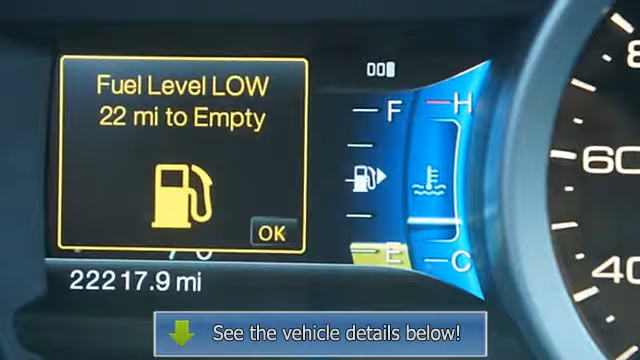 Fuel Level LOW
22 mi to Empty
OK
F
E
H
C
22217.9 mi
60
40
See the vehicle details below!